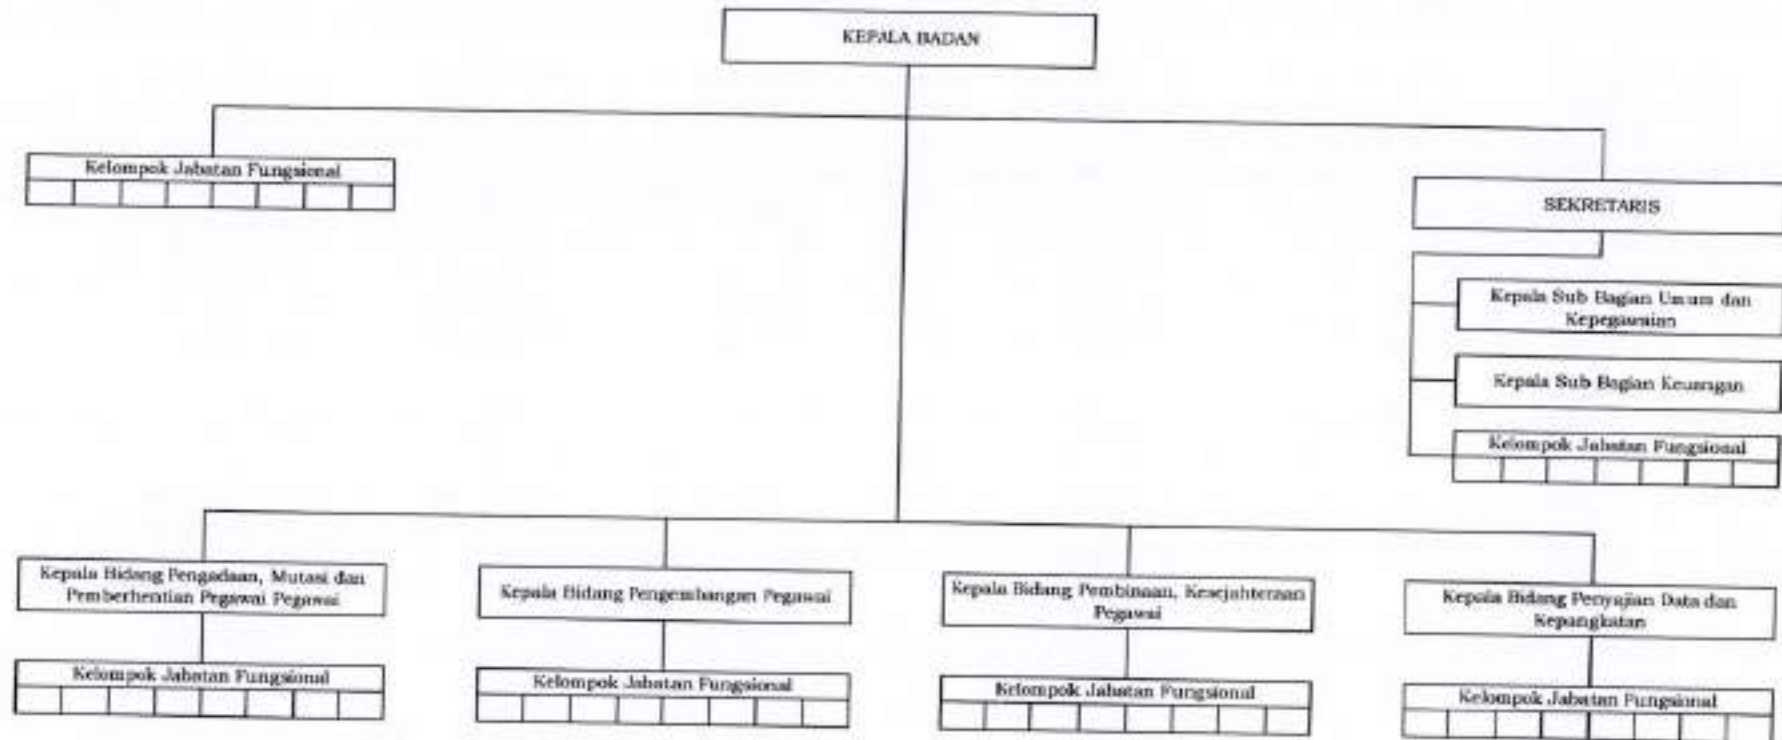 KEPALA BADAN
Kelompok Jabatan Fungsional
SEKRETARIS
Kepala Sub Bagian Umum dan
Kepegawaian
Kepala Sub Bagian Keuangan
Kelompok Jabatan Fungsional
Kepala Bidang Pengadaan, Mutasi dan
Pemberhentian Pegawai Pegawai
Kelompok Jabatan Fungsional
Kepala Bidang Pengembangan Pegawai
Kelompok Jabatan Fungsional
Kepala Bidang Pembinaan, Kesejahteraan
Pegawai
Kelompok Jabatan Fungsional
Kepala Bidang Penyajian Data dan
Kepangkatan
Kelompok Jabatan Fungsional